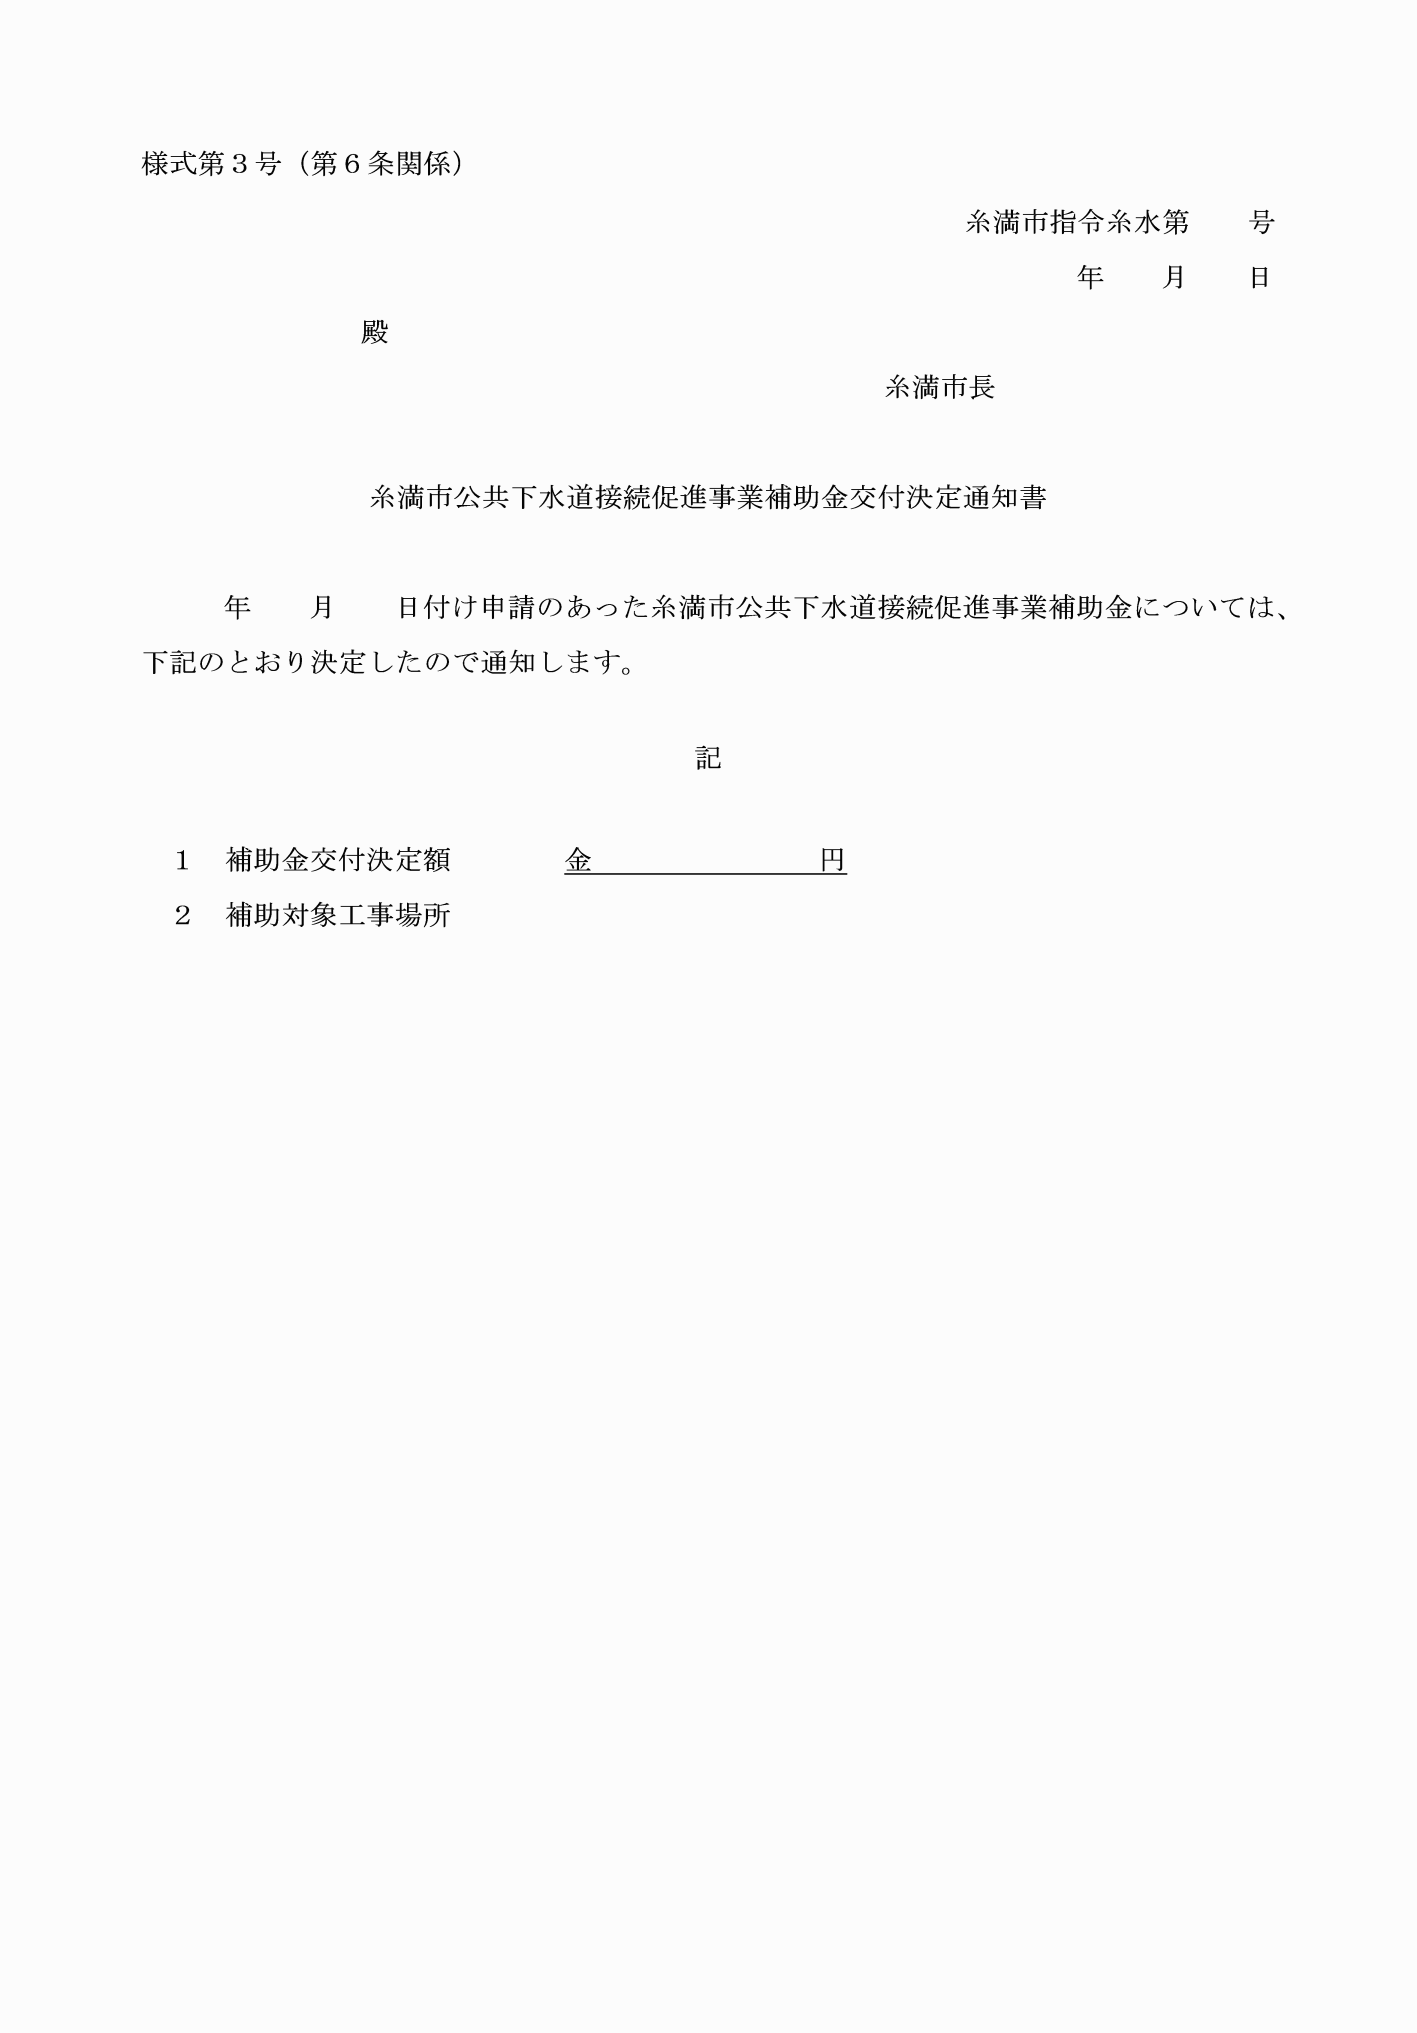 様式第３号（第６条関係）
糸満市指令糸水第　　号
年　　月　　日
殿
糸満市長
糸満市公共下水道接続促進事業補助金交付決定通知書
年　　月　　日付け申請のあった糸満市公共下水道接続促進事業補助金については、
下記のとおり決定したので通知します。
記
１　補助金交付決定額　　　　金　　　　　　　　円
２　補助対象工事場所